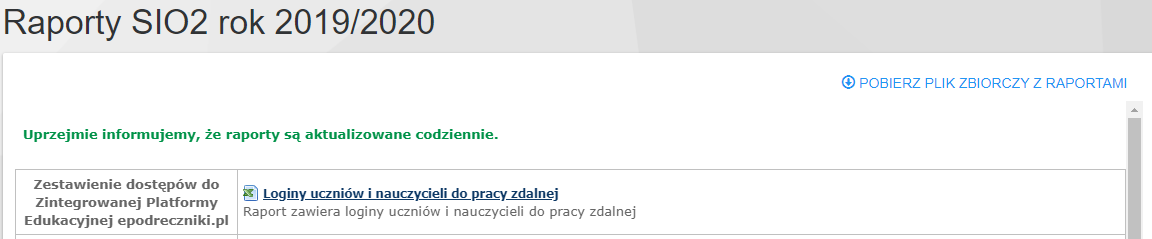 Raporty SIO2 rok 2019/2020
POBIERZ PLIK ZBIORCZY Z RAPORTAMI
Uprzejmie informujemy, że raporty są aktualizowane codziennie.
Zestawienie dostępów do
Zintegrowanej Platformy
Edukacyjnej epodreczniki.pl
Loginy uczniów i nauczycieli do pracy zdalnej
Raport zawiera loginy uczniów i nauczycieli do pracy zdalnej